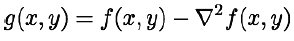 g(x,y) = f(x,y) − ∇²f(x,y)